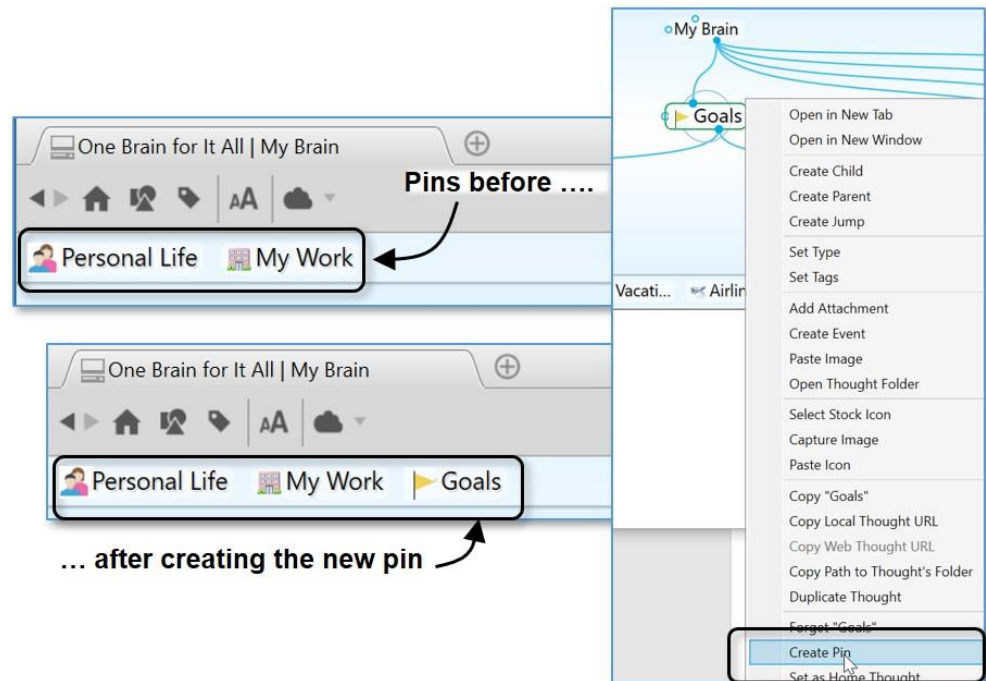 One Brain for It All | My Brain
Pins before ....
AA
Personal Life My Work
One Brain for It All | My Brain
AA
Personal Life My Work Goals
... after creating the new pin
My Brain
Goals
Vacati... Airlin
Open in New Tab
Open in New Window
Create Child
Create Parent
Create Jump
Set Type
Set Tags
Add Attachment
Create Event
Paste Image
Open Thought Folder
Select Stock Icon
Capture Image
Paste Icon
Copy "Goals"
Copy Local Thought URL
Copy Web Thought URL
Copy Path to Thought's Folder
Duplicate Thought
Forget "Goals"
Create Pin
Set as Home Thought